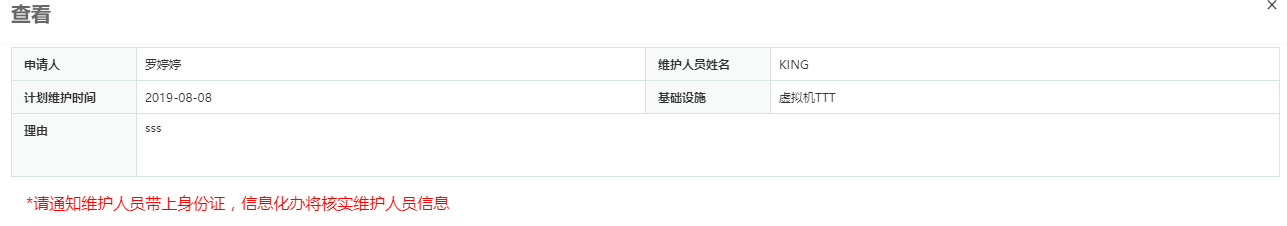 查看
申请人 罗婷婷 维护人员姓名 KING
计划维护时间 2019-08-08 基础设施 虚拟机TTT
理由 sss
*请通知维护人员带上身份证，信息化办将核实维护人员信息